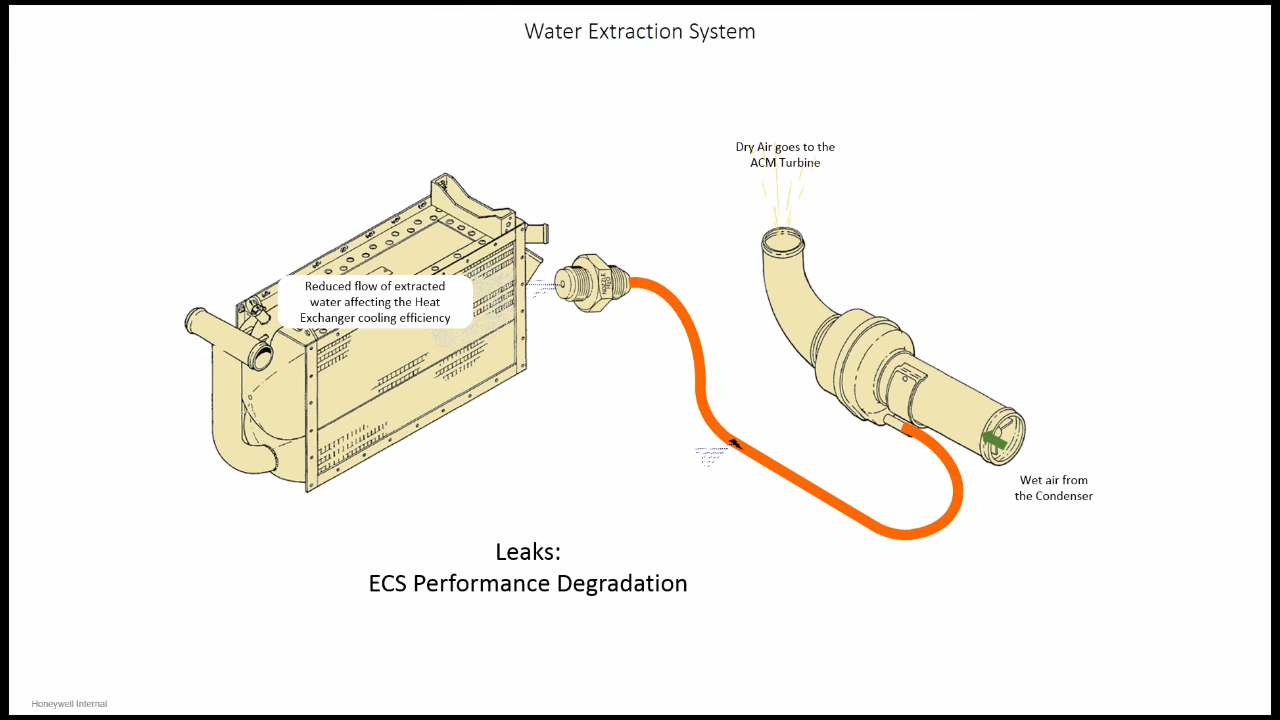 Water Extraction System
Dry Air goes to the
ACM Turbine
Reduced flow of extracted
water affecting the Heat
Exchanger cooling efficiency
Wet air from
the Condenser
Leaks:
ECS Performance Degradation
Honeywell Internal